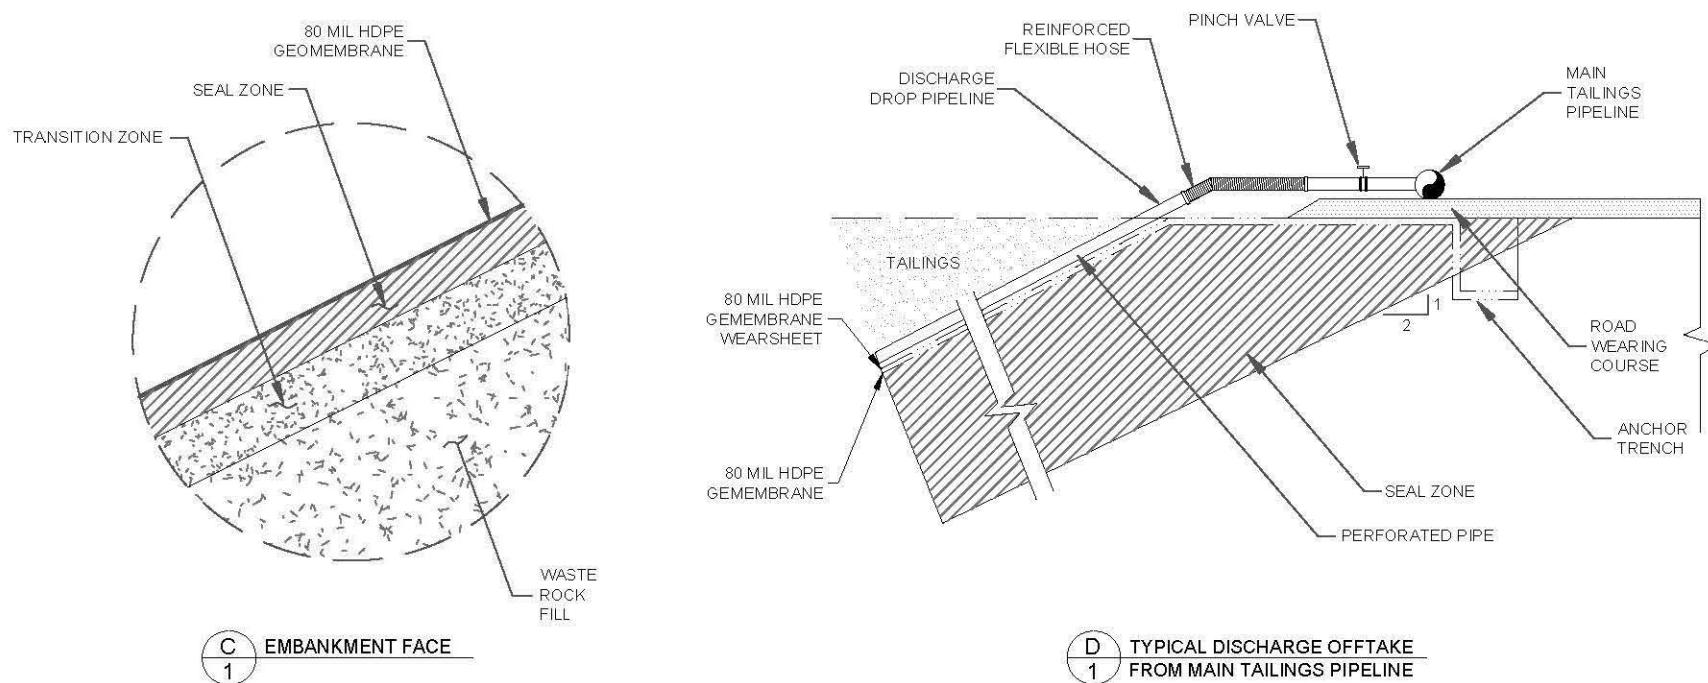 80 MIL HDPE
GEOMEMBRANE
SEAL ZONE
TRANSITION ZONE
WASTE
ROCK
FILL
C
1
EMBANKMENT FACE
PINCH VALVE
REINFORCED
FLEXIBLE HOSE
DISCHARGE
DROP PIPELINE
MAIN
TAILINGS
PIPELINE
TAILINGS
80 MIL HDPE
GEMEMBRANE
WEARSHEET
1
2
ROAD
WEARING
COURSE
ANCHOR
TRENCH
80 MIL HDPE
GEMEMBRANE
SEAL ZONE
PERFORATED PIPE
D
1
TYPICAL DISCHARGE OFFTAKE
FROM MAIN TAILINGS PIPELINE